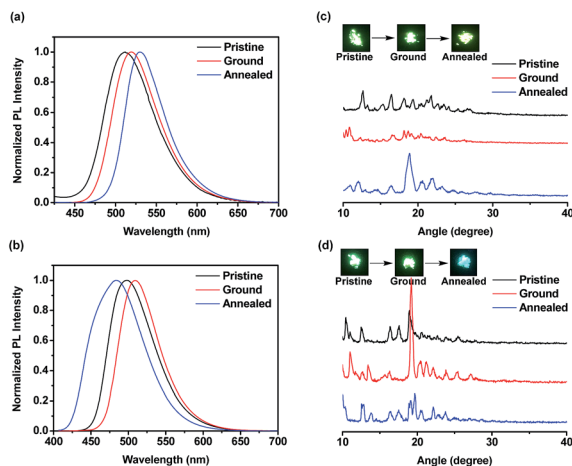 (a)
Normalized PL Intensity
1.0
0.8
0.6
0.4
0.2
0.0
Pristine
Ground
Annealed
450 500 550 600 650 700
Wavelength (nm)
(c)
Pristine Ground Annealed
Pristine
Ground
Annealed
10 20 30 40
Angle (degree)
(b)
Normalized PL Intensity
1.0
0.8
0.6
0.4
0.2
0.0
Pristine
Ground
Annealed
400 450 500 550 600 650 700
Wavelength (nm)
(d)
Pristine Ground Annealed
Pristine
Ground
Annealed
10 20 30 40
Angle (degree)